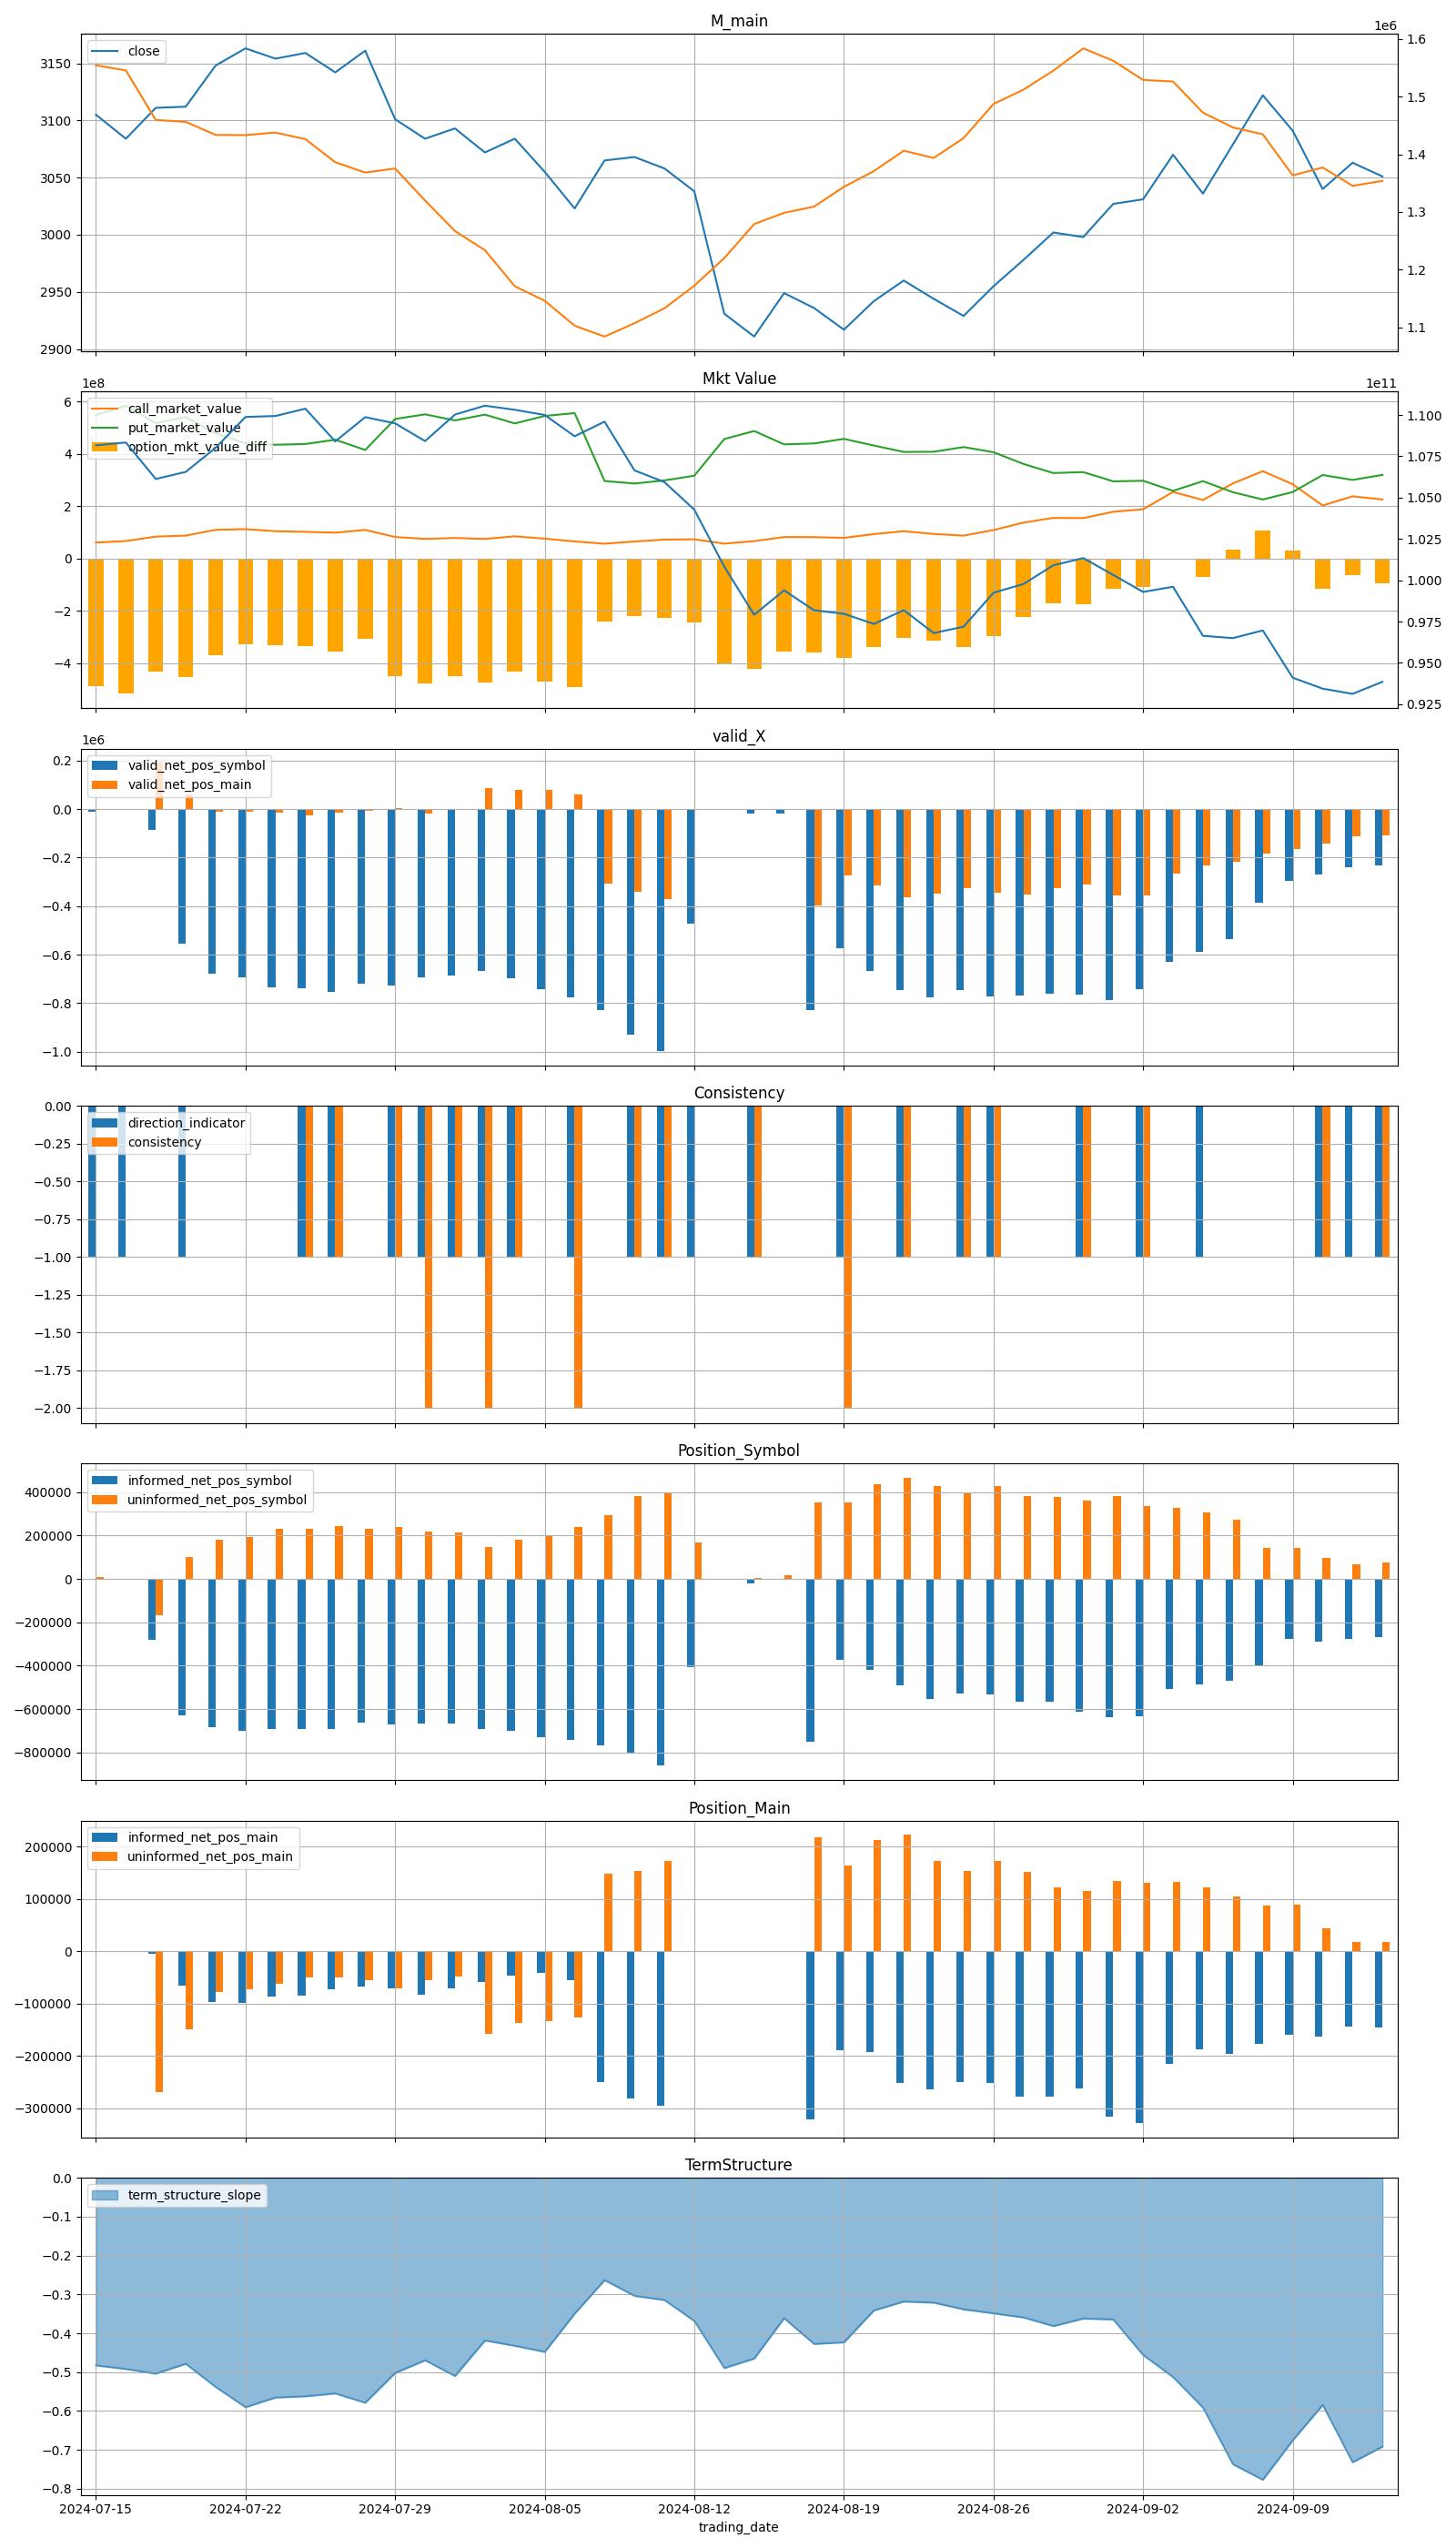 M_main
1e6
close
3150
3100
3050
3000
2950
2900
1.6
1.5
1.4
1.3
1.2
1.1
Mkt Value
1e8
1e11
call_market_value
put_market_value
option_mkt_value_diff
6
4
2
0
−2
−4
1.100
1.075
1.050
1.025
1.000
0.975
0.950
0.925
valid_X
1e6
valid_net_pos_symbol
valid_net_pos_main
0.2
0.0
−0.2
−0.4
−0.6
−0.8
−1.0
Consistency
direction_indicator
consistency
0.00
−0.25
−0.50
−0.75
−1.00
−1.25
−1.50
−1.75
−2.00
Position_Symbol
informed_net_pos_symbol
uninformed_net_pos_symbol
400000
200000
0
−200000
−400000
−600000
−800000
Position_Main
informed_net_pos_main
uninformed_net_pos_main
200000
100000
0
−100000
−200000
−300000
TermStructure
term_structure_slope
0.0
−0.1
−0.2
−0.3
−0.4
−0.5
−0.6
−0.7
−0.8
2024-07-15
2024-07-22
2024-07-29
2024-08-05
2024-08-12
2024-08-19
2024-08-26
2024-09-02
2024-09-09
trading_date